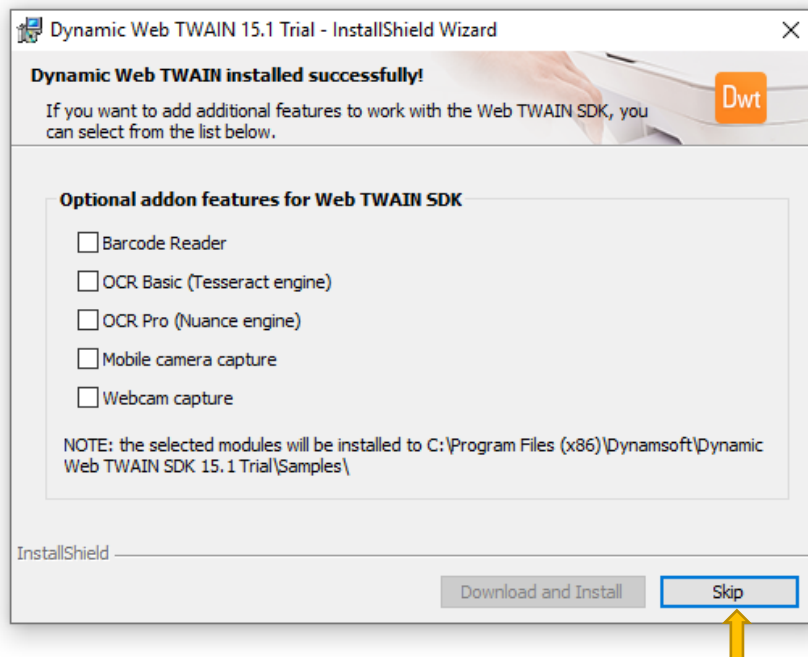 Dynamic Web TWAIN 15.1 Trial - InstallShield Wizard
Dynamic Web TWAIN installed successfully!
If you want to add additional features to work with the Web TWAIN SDK, you
can select from the list below.
Dwt
Optional addon features for Web TWAIN SDK
Barcode Reader
OCR Basic (Tesseract engine)
OCR Pro (Nuance engine)
Mobile camera capture
Webcam capture
NOTE: the selected modules will be installed to C:\Program Files (x86)\Dynamsoft\Dynamic
Web TWAIN SDK 15.1 Trial\Samples\
InstallShield
Download and Install
Skip